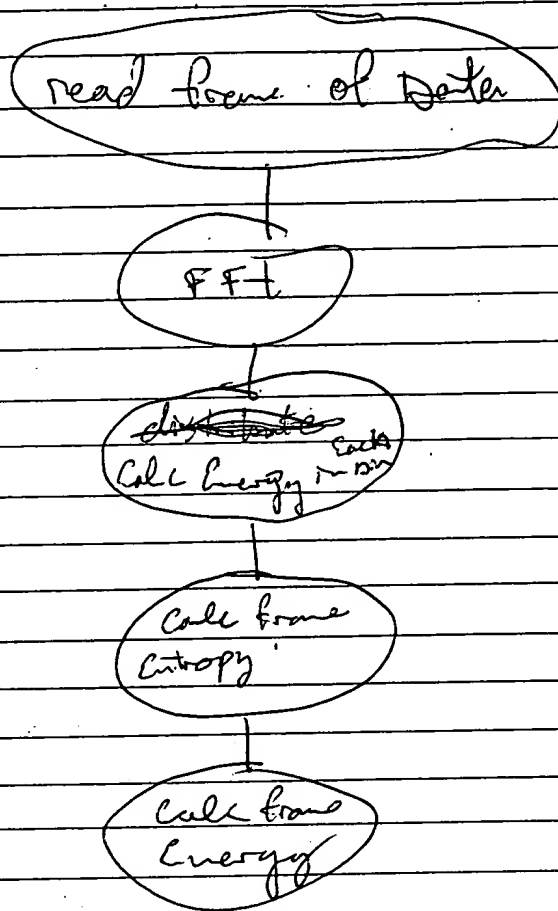 read frame of Data
FFt
Calc Energy in Each Bin
Calc frame
Entropy
Calc frame
Energy